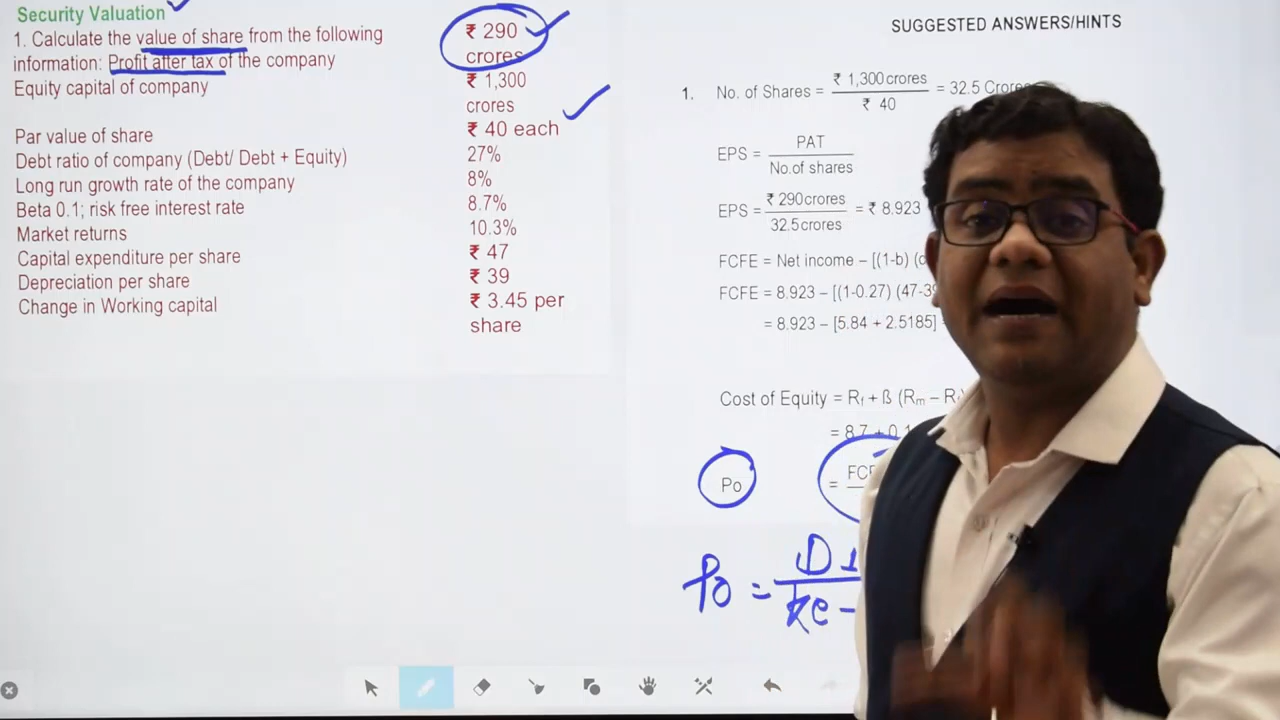 Security Valuation
1. Calculate the value of share from the following
information: Profit after tax of the company
₹ 290
crores
Equity capital of company
₹ 1,300
crores
Par value of share
₹ 40 each
Debt ratio of company (Debt/ Debt + Equity)
27%
Long run growth rate of the company
8%
Beta 0.1; risk free interest rate
8.7%
Market returns
10.3%
Capital expenditure per share
₹ 47
Depreciation per share
₹ 39
Change in Working capital
₹ 3.45 per
share
SUGGESTED ANSWERS/HINTS
1. No. of Shares = ₹ 1,300 crores
₹ 40
= 32.5 Crores
EPS = PAT
No.of shares
EPS = ₹ 290crores
32.5crores
= ₹ 8.923
FCFE = Net income – [(1-b) (
FCFE = 8.923 – [(1-0.27) (47-39
= 8.923 – [5.84 + 2.5185]
Cost of Equity = Rf + ß (Rm – R
= 8.7 + 0.1
Po = FCF
Po = D1
Ke -